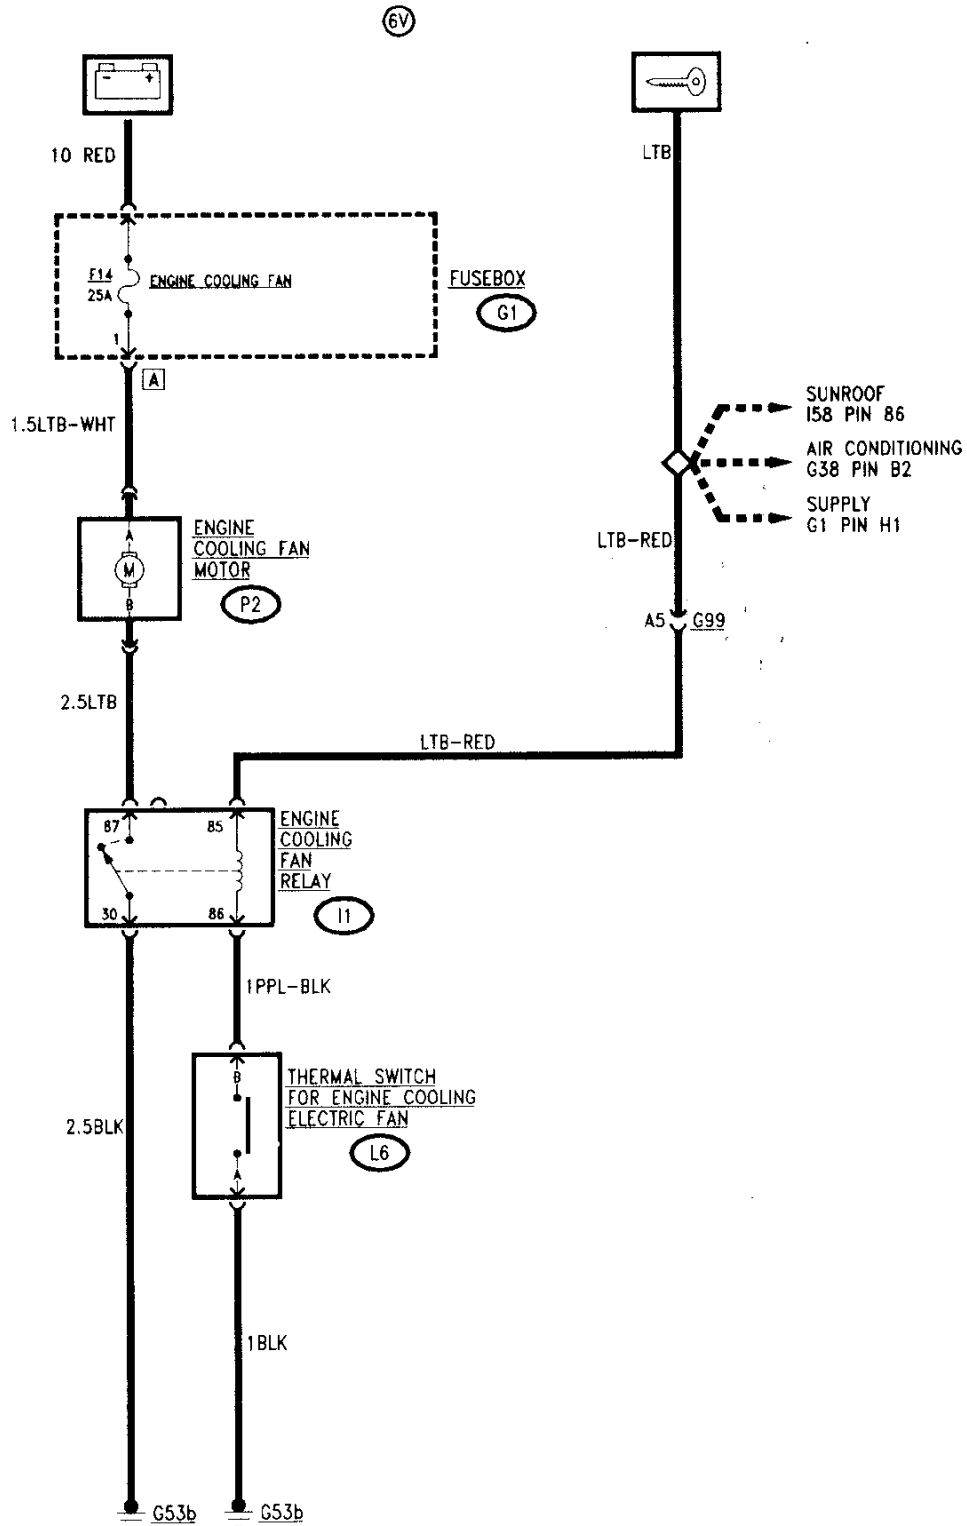 6V
- +
10 RED
LTB
F14
25A
ENGINE COOLING FAN
FUSEBOX
G1
1
A
1.5LTB-WHT
SUNROOF
I58 PIN 86
AIR CONDITIONING
G38 PIN B2
SUPPLY
G1 PIN H1
LTB-RED
ENGINE
COOLING FAN
MOTOR
A
M
B
P2
A5 G99
2.5LTB
LTB-RED
87
85
ENGINE
COOLING
FAN
RELAY
30
86
I1
1PPL-BLK
B
THERMAL SWITCH
FOR ENGINE COOLING
ELECTRIC FAN
2.5BLK
L6
A
1BLK
G53b
G53b